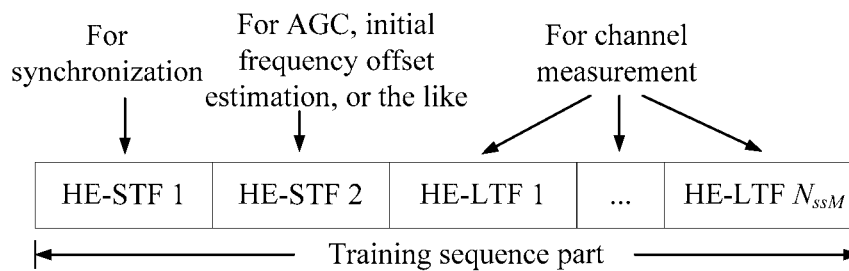 For
synchronization
For AGC, initial
frequency offset
estimation, or the like
For channel
measurement
HE-STF 1
HE-STF 2
HE-LTF 1
...
HE-LTF NssM
Training sequence part